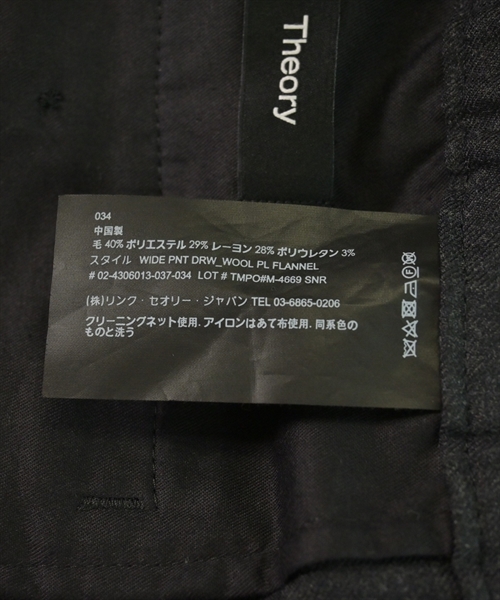 Theory
034
中国製
毛 40% ポリエステル 29% レーヨン 28% ポリウレタン 3%
スタイル WIDE PNT DRW_WOOL PL FLANNEL
# 02-4306013-037-034 LOT # TMPO#M-4669 SNR
(株)リンク・セオリー・ジャパン TEL 03-6865-0206
クリーニングネット使用. アイロンはあて布使用. 同系色の
ものと洗う